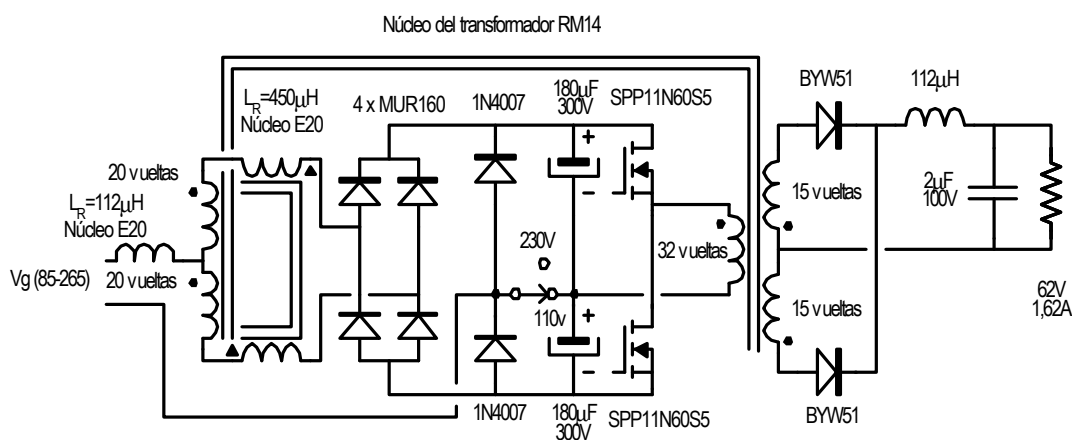 Núcleo del transformador RM14
L_R=450µH
Núcleo E20
4 x MUR160
1N4007
180µF
300V
SPP11N60S5
BYW51
112µH
20 vueltas
L_R=112µH
Núcleo E20
Vg (85-265)
20 vueltas
+
-
230V
110v
32 vueltas
15 vueltas
2µF
100V
15 vueltas
62V
1,62A
+
-
1N4007
180µF
300V
SPP11N60S5
BYW51